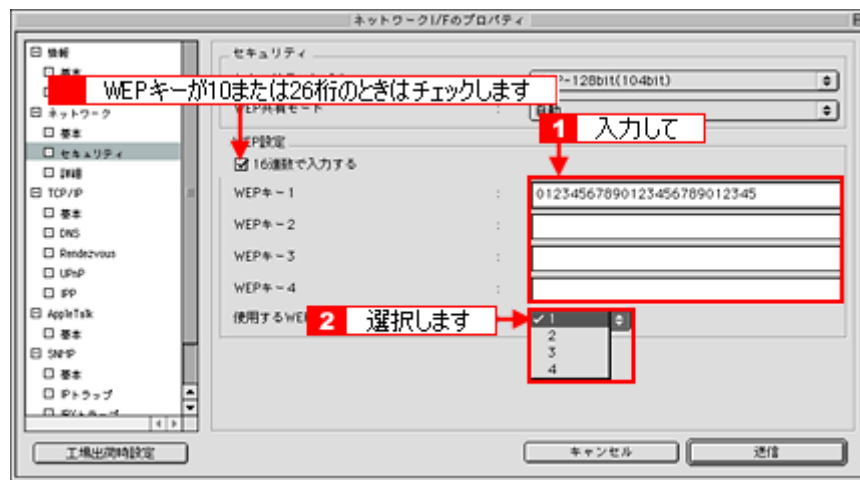 ネットワークI/Fのプロパティ
情報
基本
ネットワーク
基本
セキュリティ
詳細
TCP/IP
基本
DNS
Rendezvous
UPnP
IPP
AppleTalk
基本
SNMP
基本
IPトラップ
IPXトラップ
工場出荷時設定
セキュリティ
WEPキーが10または26桁のときはチェックします
-128bit(104bit)
WEP共有モード : 自動
1 入力して
WEP設定
16進数で入力する
WEPキー1 : 01234567890123456789012345
WEPキー2 :
WEPキー3 :
WEPキー4 :
使用するWE
2 選択します
1
2
3
4
キャンセル
送信